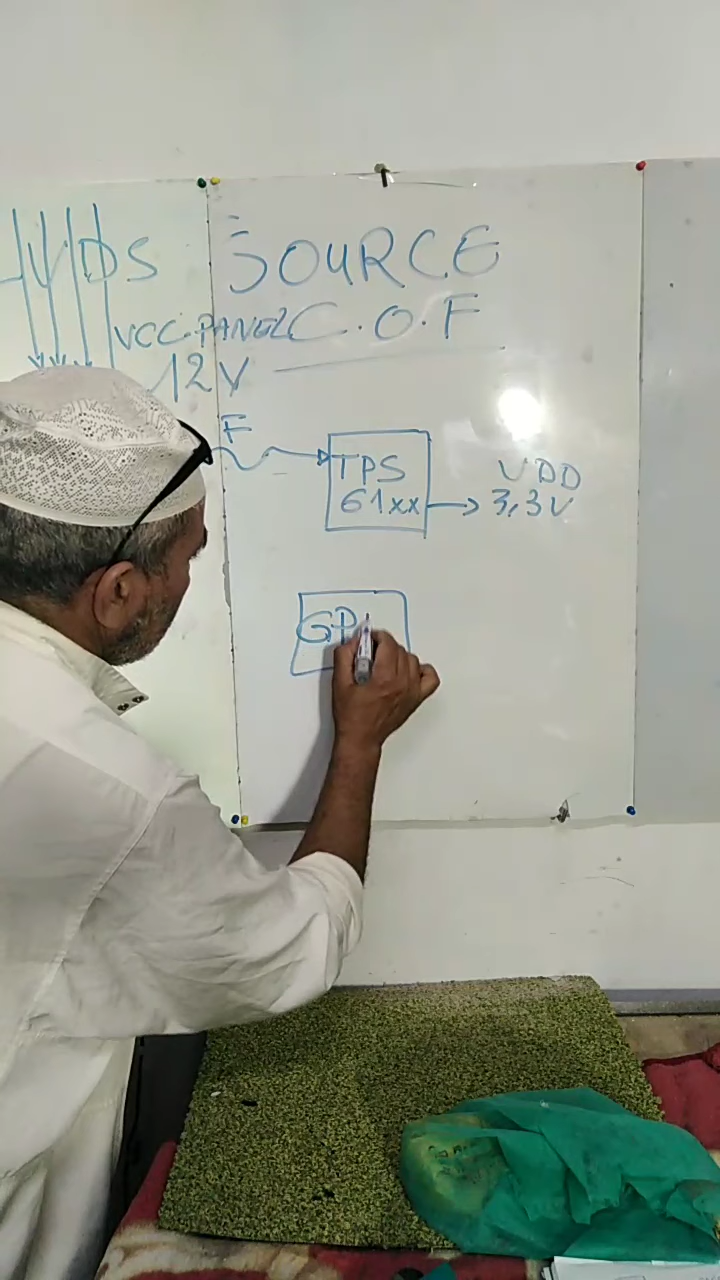 LVDS SOURCE
VCC.PANEL C.O.F
12V
F
TPS
61xx
VDD
3,3V
GP